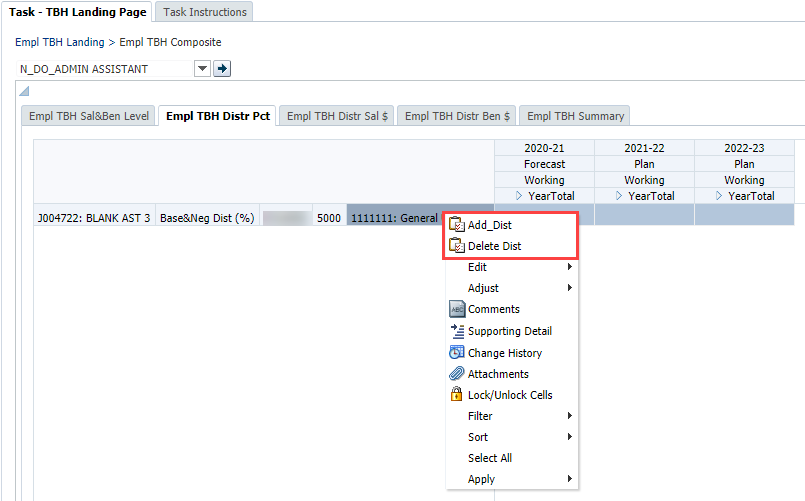 Task - TBH Landing Page Task Instructions
Empl TBH Landing > Empl TBH Composite
N_DO_ADMIN ASSISTANT
Empl TBH Sal&Ben Level Empl TBH Distr Pct Empl TBH Distr Sal $ Empl TBH Distr Ben $ Empl TBH Summary
2020-21 2021-22 2022-23
Forecast Plan Plan
Working Working Working
YearTotal YearTotal YearTotal
J004722: BLANK AST 3 Base&Neg Dist (%) 5000 1111111: General
Add_Dist
Delete Dist
Edit
Adjust
ABC Comments
Supporting Detail
Change History
Attachments
Lock/Unlock Cells
Filter
Sort
Select All
Apply